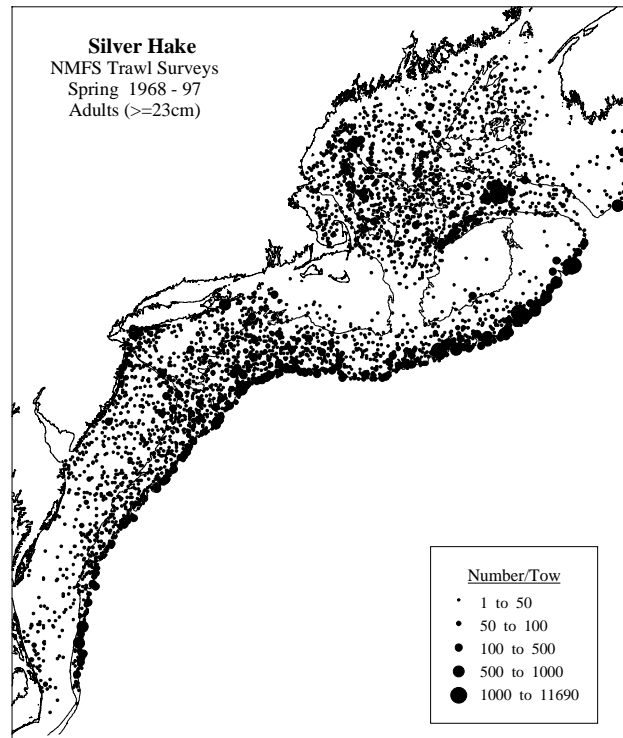 Silver Hake
NMFS Trawl Surveys
Spring 1968 - 97
Adults (>=23cm)
Number/Tow
1 to 50
50 to 100
100 to 500
500 to 1000
1000 to 11690